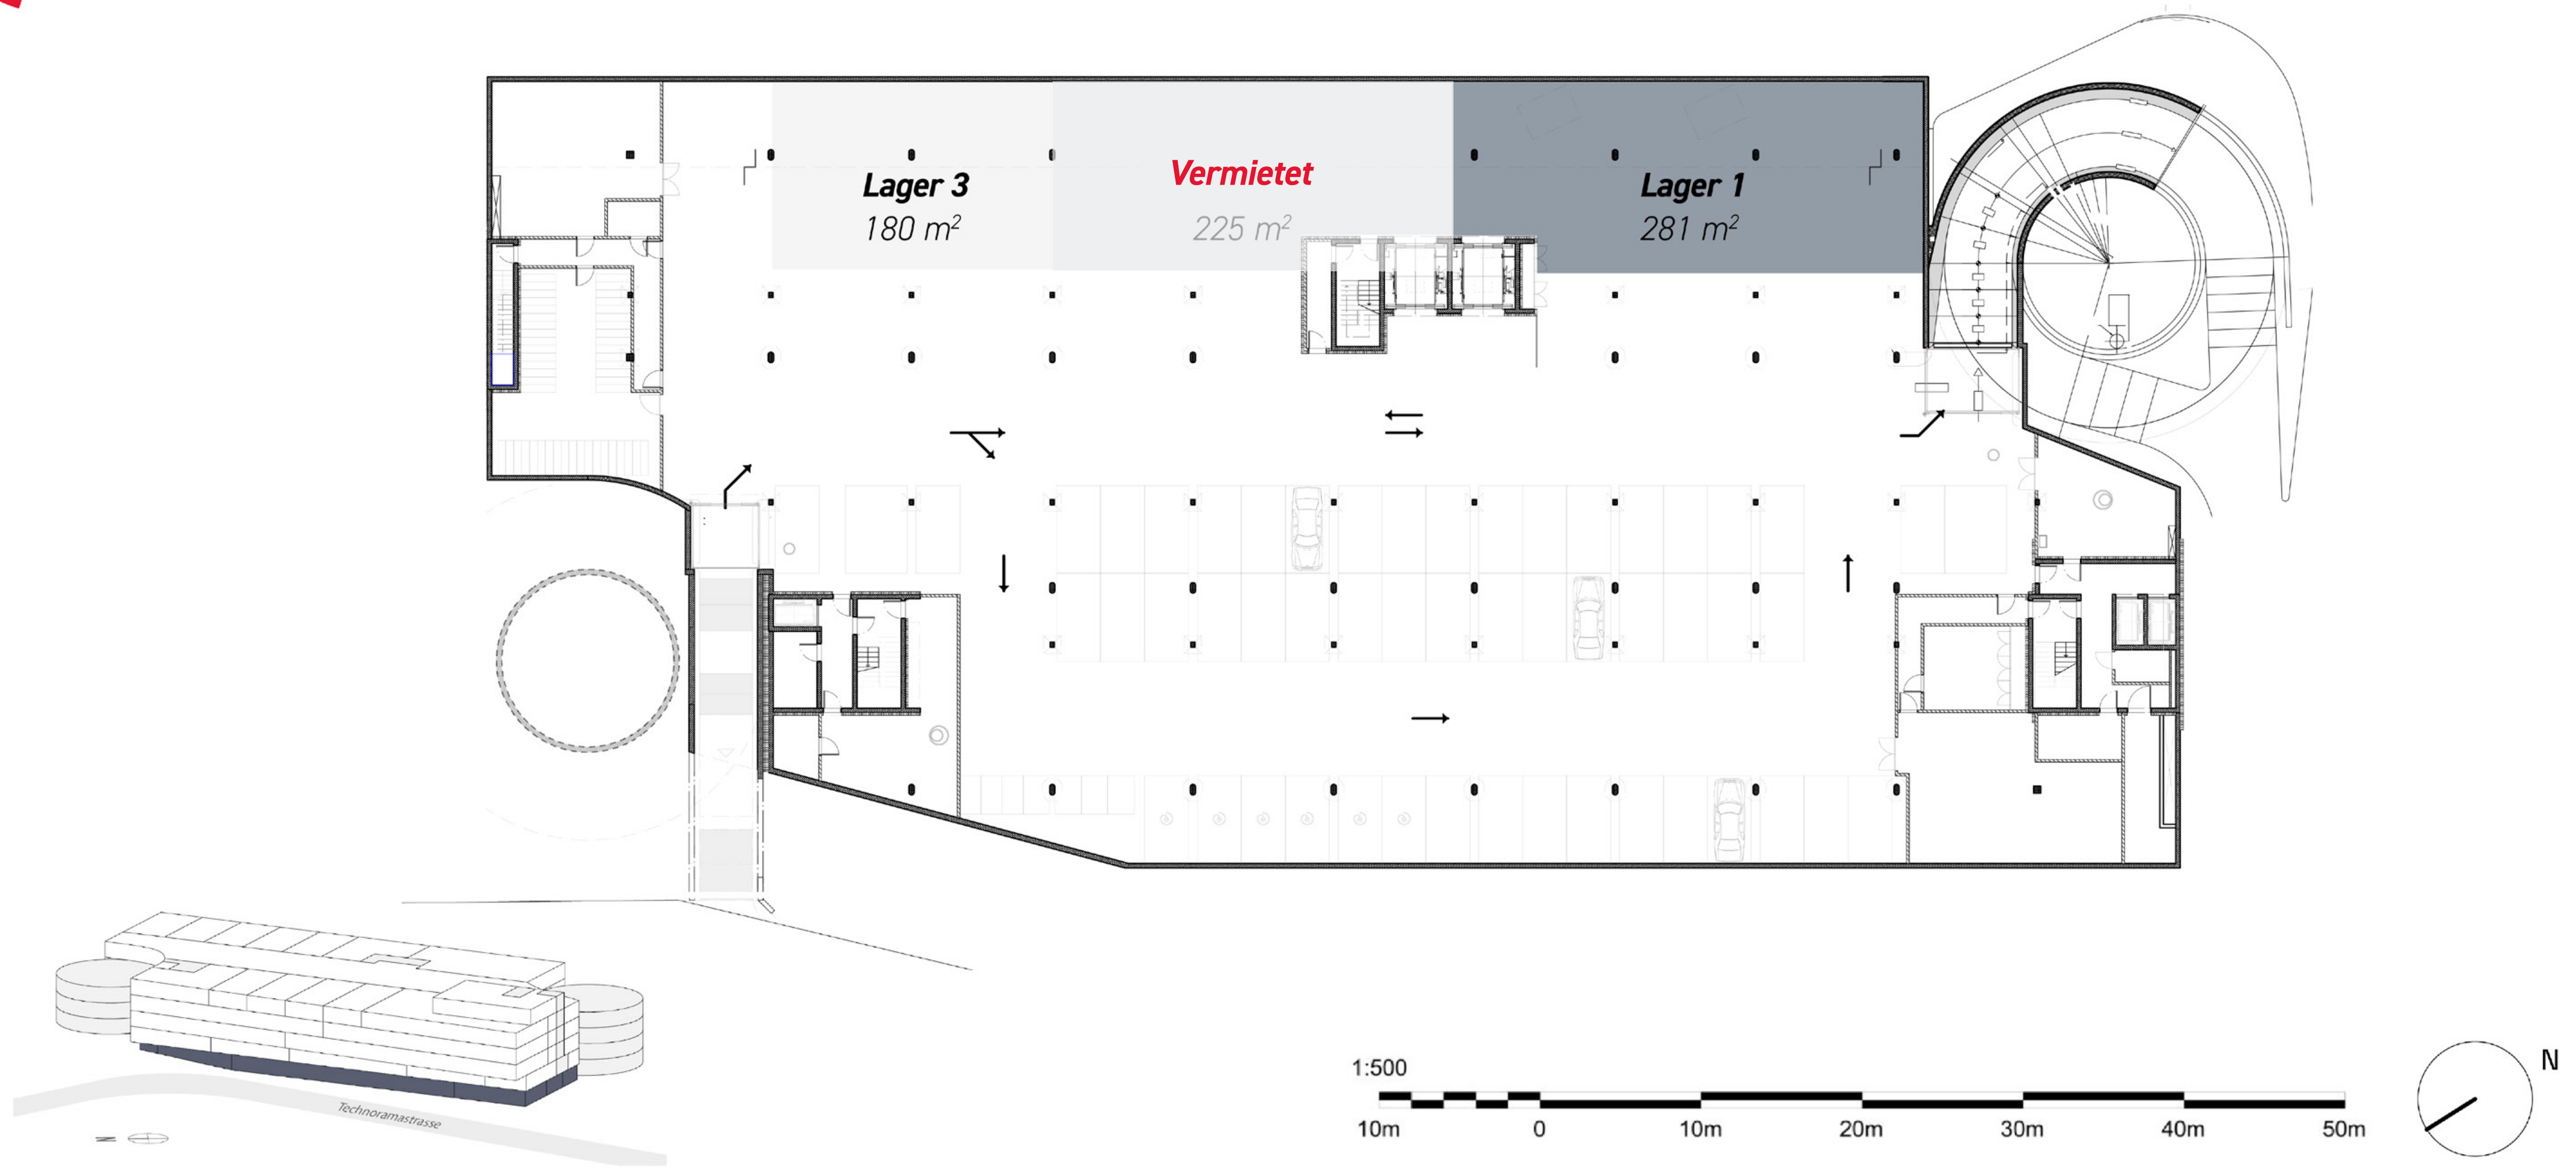 Lager 3
180 m²
Vermietet
225 m²
Lager 1
281 m²
Technoramastrasse
N
1:500
10m 0 10m 20m 30m 40m 50m
N